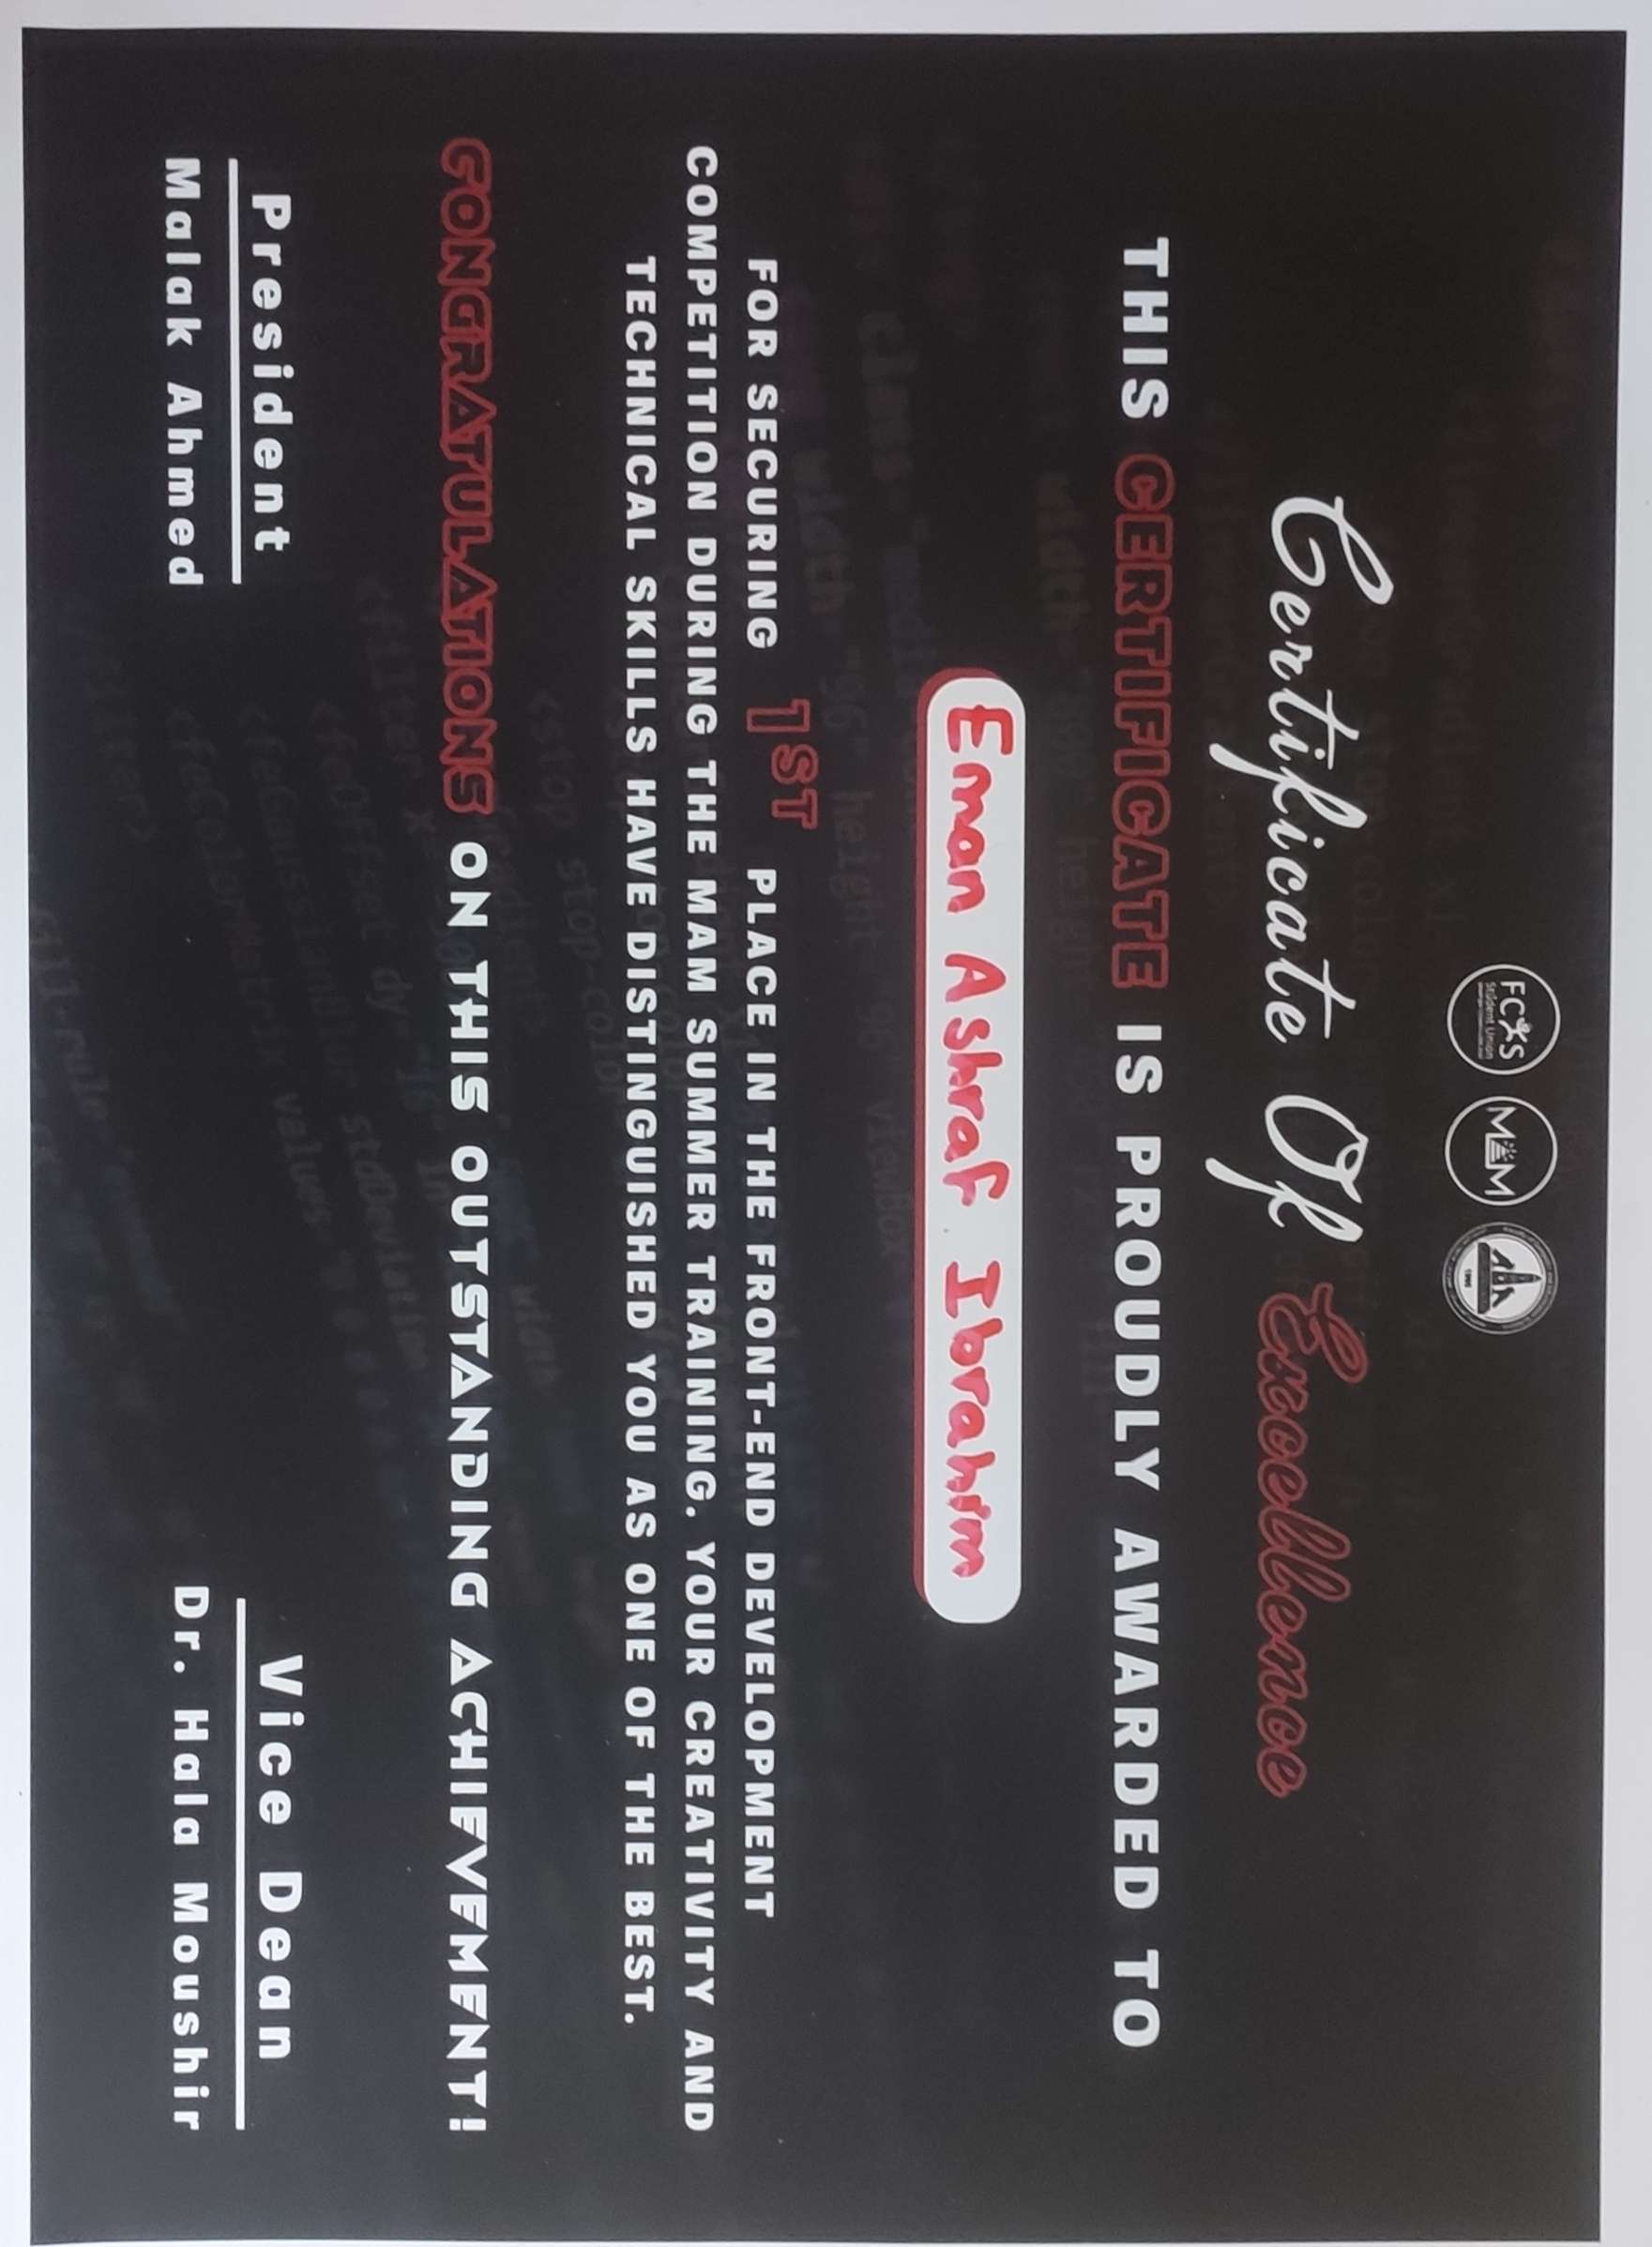 FCIS
Student Union
MAM
1995
Certificate Of Excellence
THIS CERTIFICATE IS PROUDLY AWARDED TO
Eman Ashraf Ibrahim
FOR SECURING 1ST PLACE IN THE FRONT-END DEVELOPMENT
COMPETITION DURING THE MAM SUMMER TRAINING. YOUR CREATIVITY AND
TECHNICAL SKILLS HAVE DISTINGUISHED YOU AS ONE OF THE BEST.
CONGRATULATIONS ON THIS OUTSTANDING ACHIEVEMENT!
President
Malak Ahmed
Vice Dean
Dr. Hala Moushir